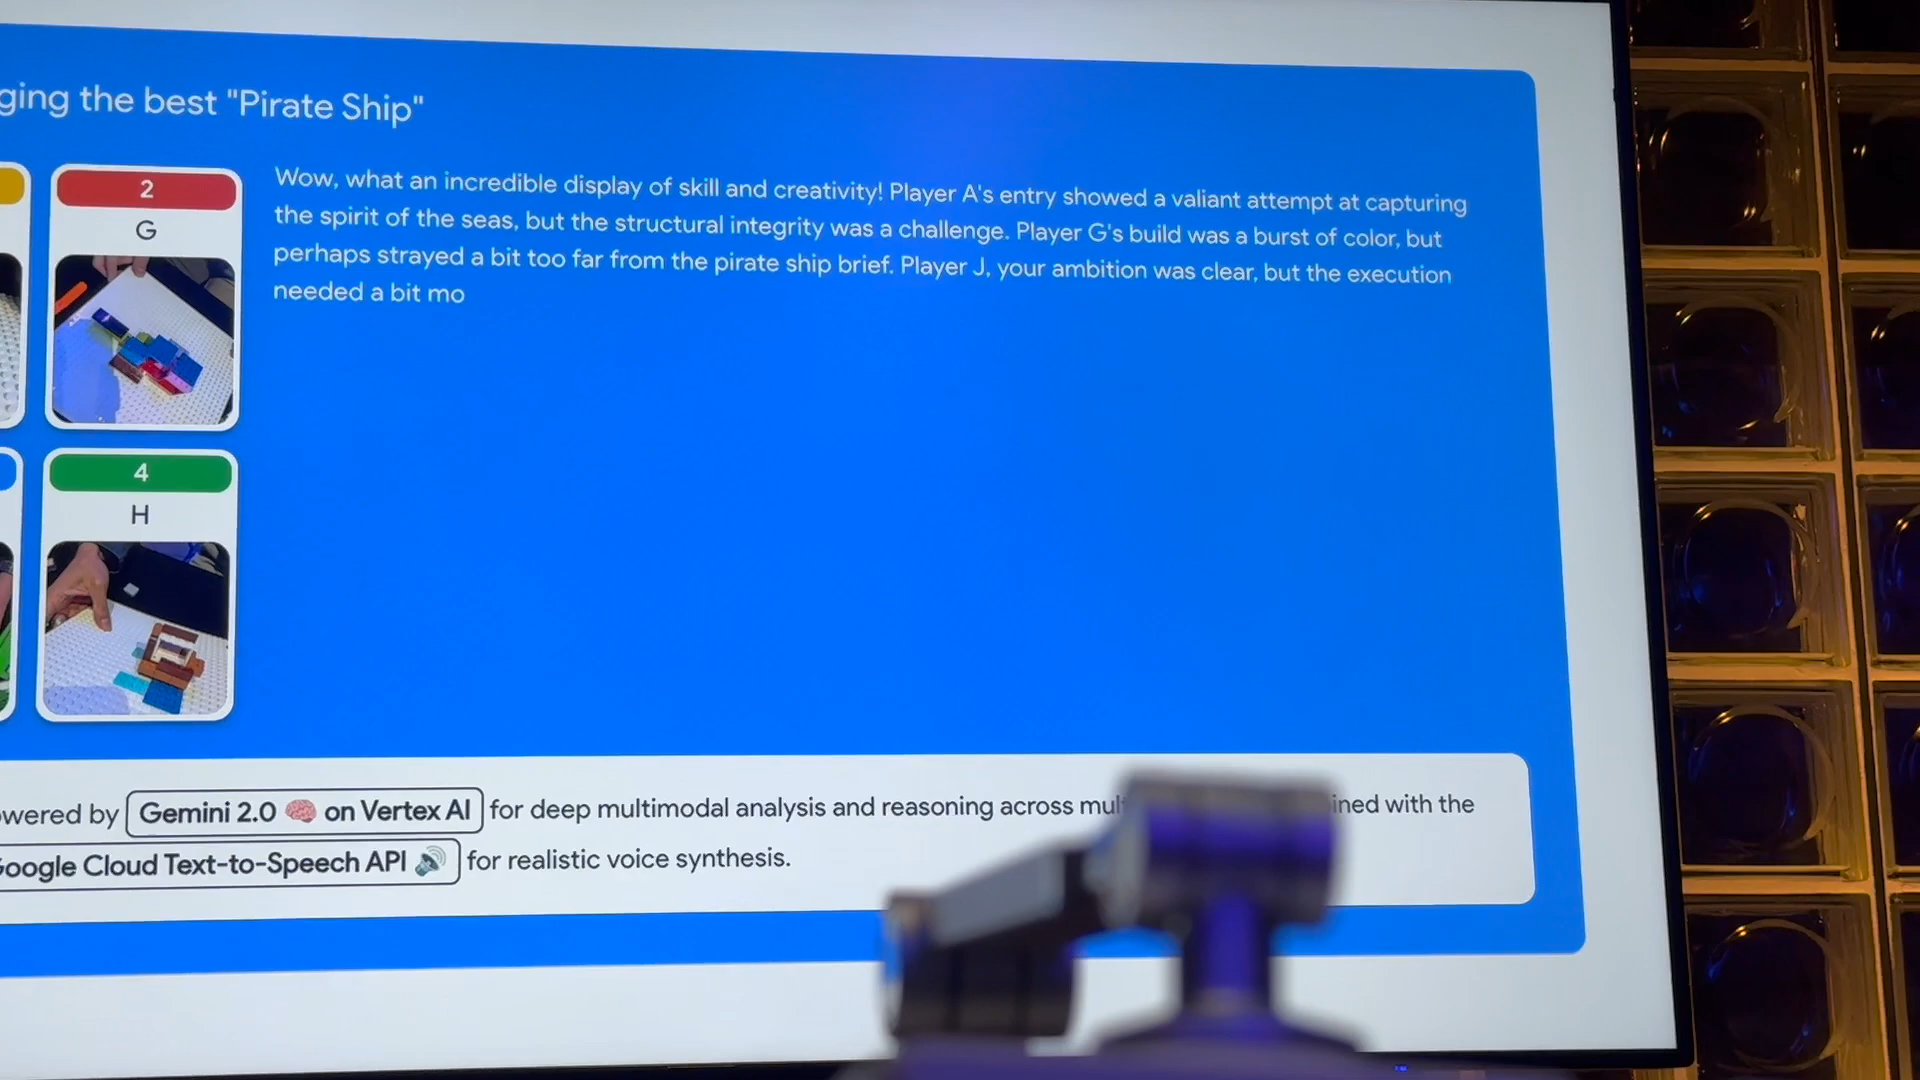 ging the best "Pirate Ship"
2
G
Wow, what an incredible display of skill and creativity! Player A's entry showed a valiant attempt at capturing
the spirit of the seas, but the structural integrity was a challenge. Player G's build was a burst of color, but
perhaps strayed a bit too far from the pirate ship brief. Player J, your ambition was clear, but the execution
needed a bit mo
4
H
owered by Gemini 2.0 🧠 on Vertex AI for deep multimodal analysis and reasoning across mul ined with the
Google Cloud Text-to-Speech API 🔊 for realistic voice synthesis.